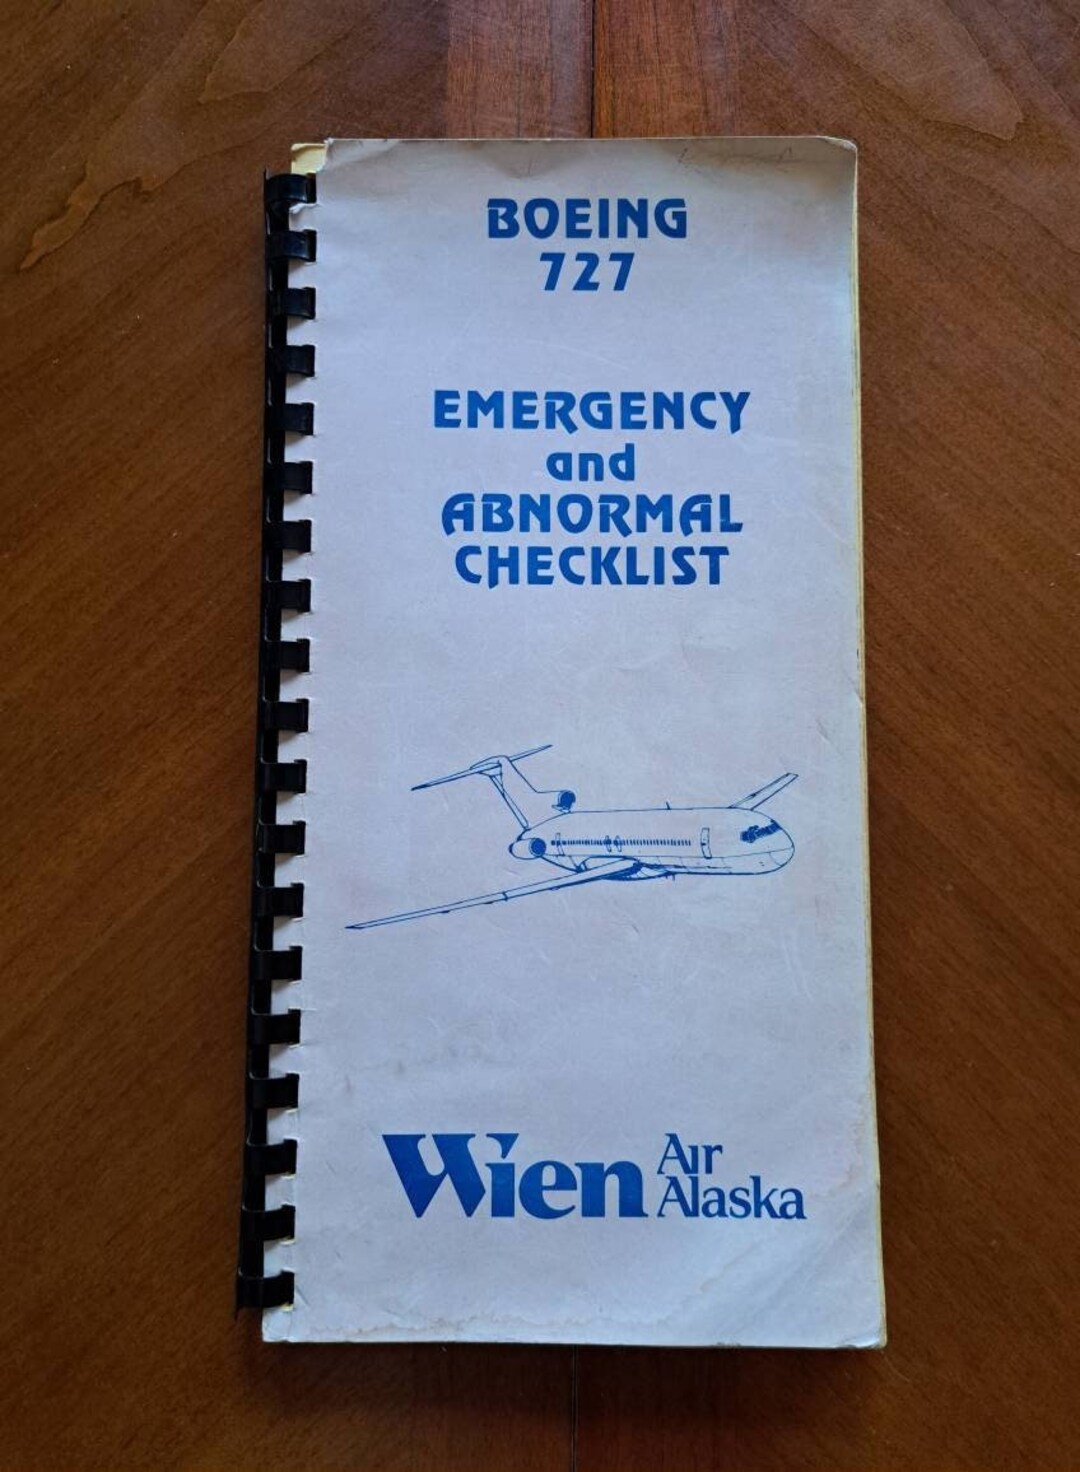 BOEING
727
EMERGENCY
and
ABNORMAL
CHECKLIST
Wien Air
Alaska